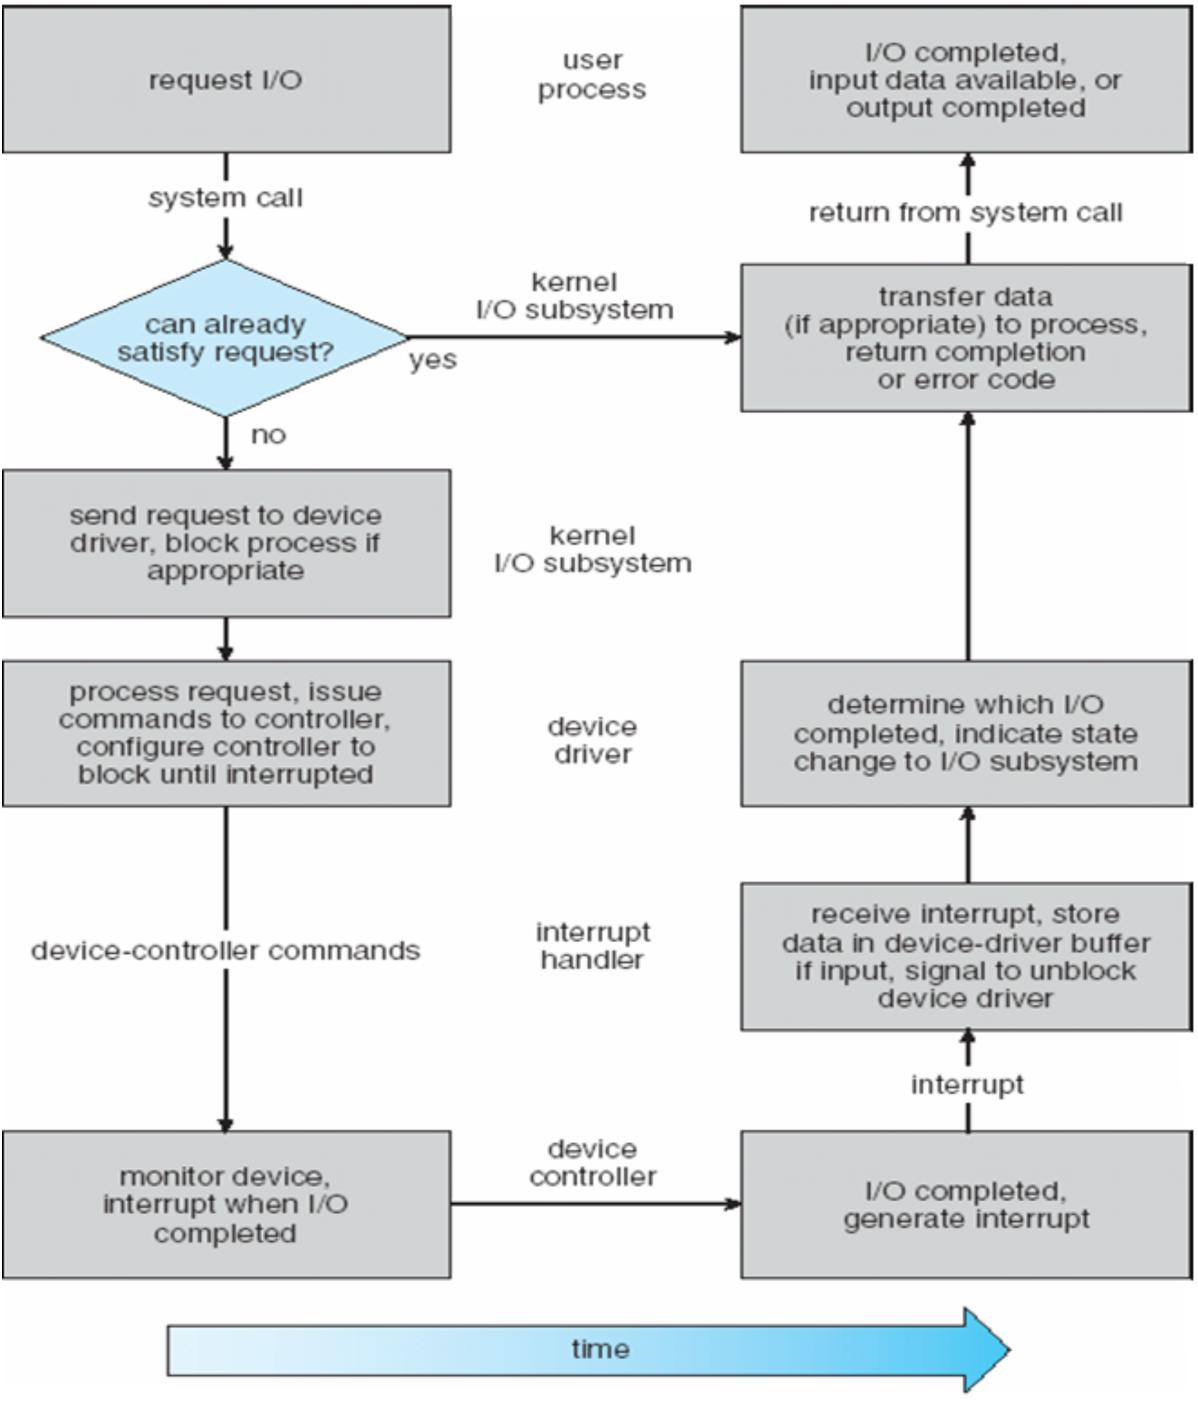 request I/O
user
process
I/O completed,
input data available, or
output completed
system call
return from system call
can already
satisfy request?
kernel
I/O subsystem
yes
transfer data
(if appropriate) to process,
return completion
or error code
no
send request to device
driver, block process if
appropriate
kernel
I/O subsystem
process request, issue
commands to controller,
configure controller to
block until interrupted
device
driver
determine which I/O
completed, indicate state
change to I/O subsystem
device-controller commands
interrupt
handler
receive interrupt, store
data in device-driver buffer
if input, signal to unblock
device driver
interrupt
monitor device,
interrupt when I/O
completed
device
controller
I/O completed,
generate interrupt
time